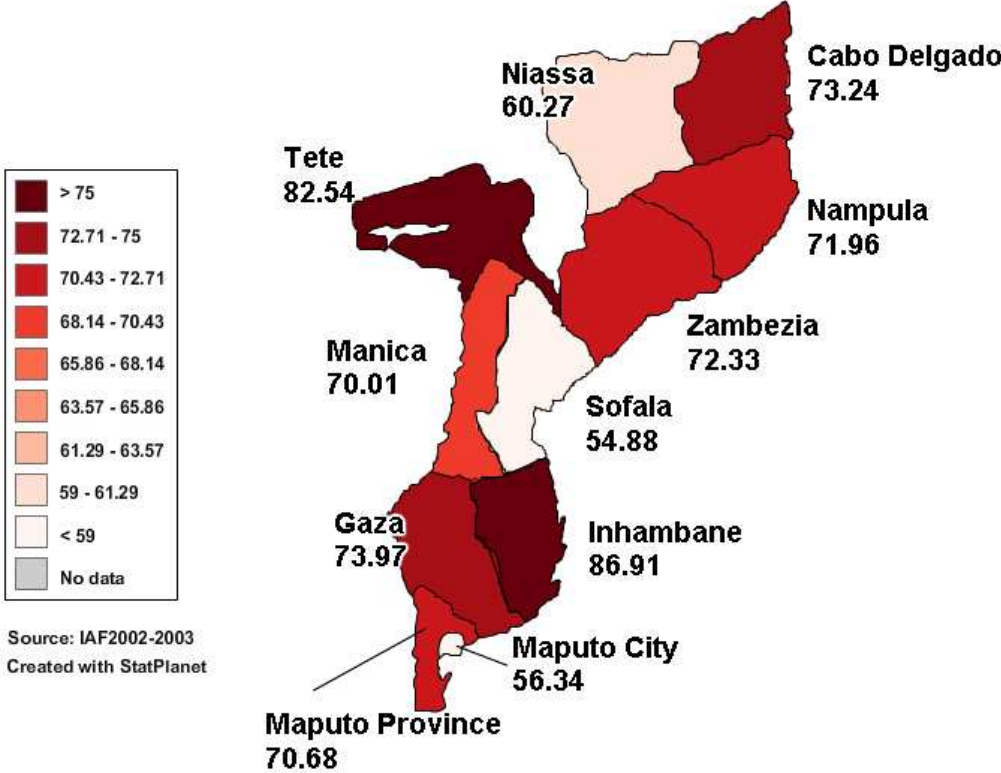 Cabo Delgado
73.24
Niassa
60.27
Tete
82.54
Nampula
71.96
Zambezia
72.33
Manica
70.01
Sofala
54.88
Gaza
73.97
Inhambane
86.91
Maputo City
56.34
Maputo Province
70.68
> 75
72.71 - 75
70.43 - 72.71
68.14 - 70.43
65.86 - 68.14
63.57 - 65.86
61.29 - 63.57
59 - 61.29
< 59
No data
Source: IAF2002-2003
Created with StatPlanet